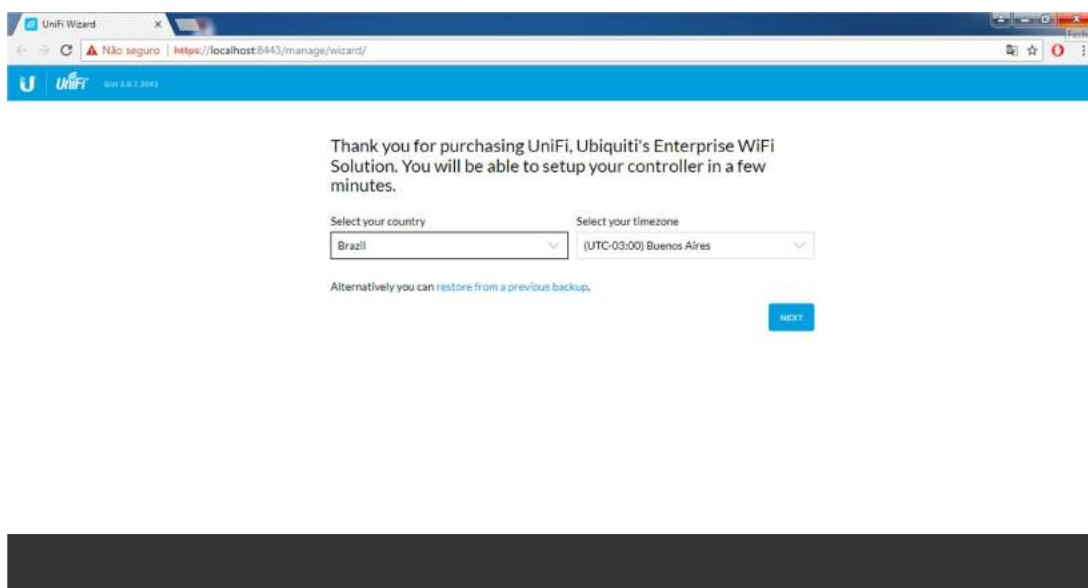 UniFi Wizard
Não seguro | https://localhost:8443/manage/wizard/
UniFi
Thank you for purchasing UniFi, Ubiquiti's Enterprise WiFi
Solution. You will be able to setup your controller in a few
minutes.
Select your country
Select your timezone
Brazil
(UTC-03:00) Buenos Aires
Alternatively you can restore from a previous backup.
NEXT